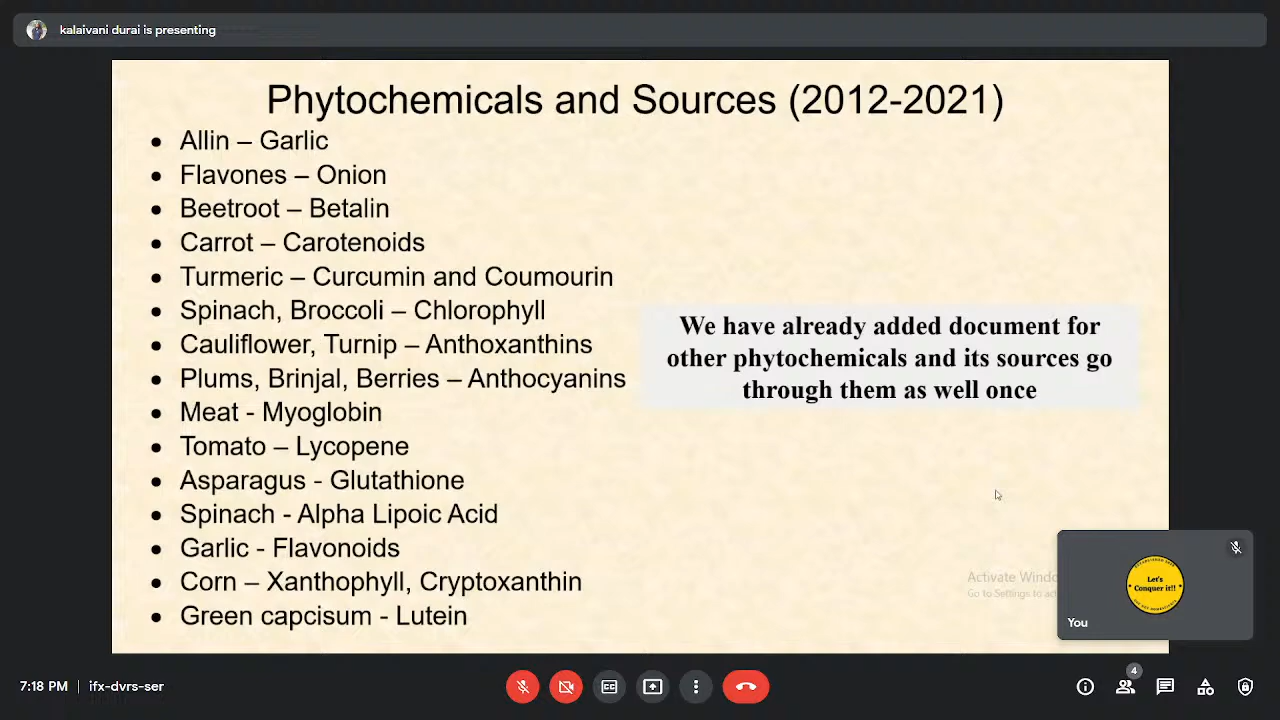 kalaivani durai is presenting
Phytochemicals and Sources (2012-2021)
• Allin – Garlic
• Flavones – Onion
• Beetroot – Betalin
• Carrot – Carotenoids
• Turmeric – Curcumin and Coumourin
• Spinach, Broccoli – Chlorophyll
• Cauliflower, Turnip – Anthoxanthins
• Plums, Brinjal, Berries – Anthocyanins
• Meat - Myoglobin
• Tomato – Lycopene
• Asparagus - Glutathione
• Spinach - Alpha Lipoic Acid
• Garlic - Flavonoids
• Corn – Xanthophyll, Cryptoxanthin
• Green capcisum - Lutein
We have already added document for
other phytochemicals and its sources go
through them as well once
Activate
Go to Settings to
Let's
Conquer it!!
You
7:18 PM | ifx-dvrs-ser
4